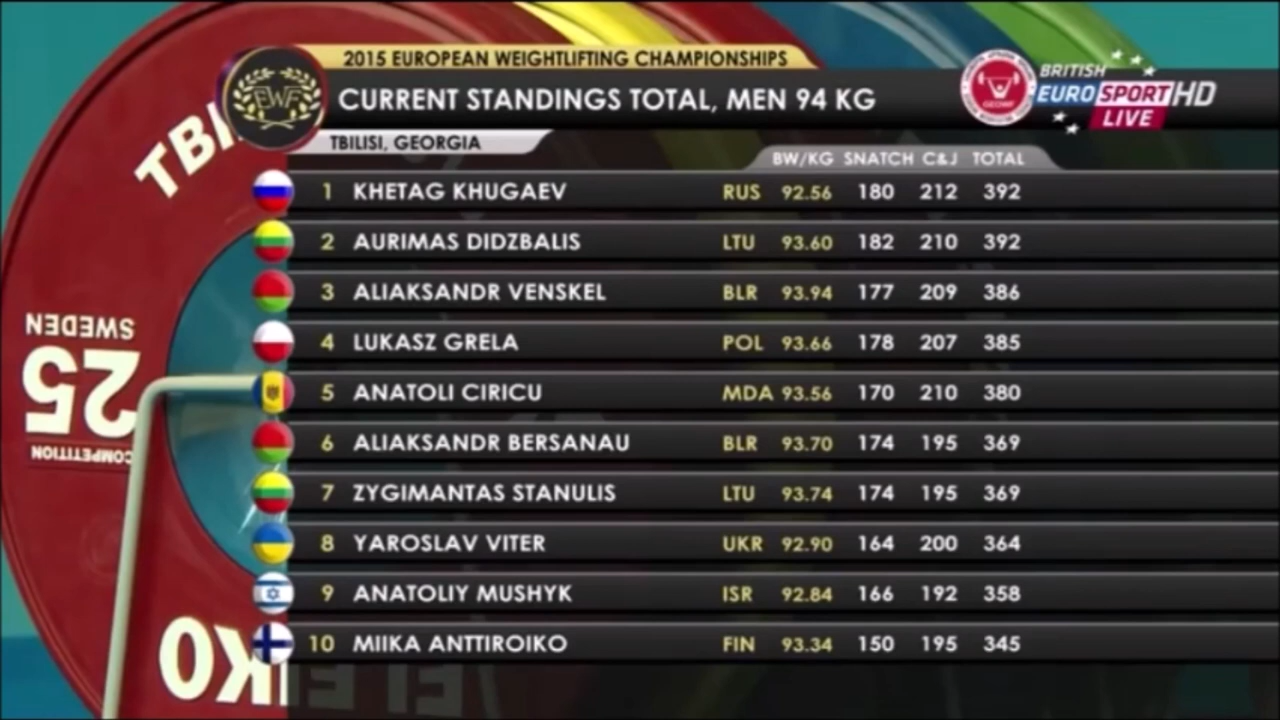 2015 EUROPEAN WEIGHTLIFTING CHAMPIONSHIPS
EWF
CURRENT STANDINGS TOTAL, MEN 94 KG
BRITISH
EUROSPORT HD
LIVE
TBILISI, GEORGIA
BW/KG SNATCH C&J TOTAL
1 KHETAG KHUGAEV RUS 92.56 180 212 392
2 AURIMAS DIDZBALIS LTU 93.60 182 210 392
3 ALIAKSANDR VENSKEL BLR 93.94 177 209 386
4 LUKASZ GRELA POL 93.66 178 207 385
5 ANATOLI CIRICU MDA 93.56 170 210 380
6 ALIAKSANDR BERSANAU BLR 93.70 174 195 369
7 ZYGIMANTAS STANULIS LTU 93.74 174 195 369
8 YAROSLAV VITER UKR 92.90 164 200 364
9 ANATOLIY MUSHYK ISR 92.84 166 192 358
10 MIIKA ANTTIROIKO FIN 93.34 150 195 345
TBI
SWEDEN
25
COMPETITION
ELEIKO